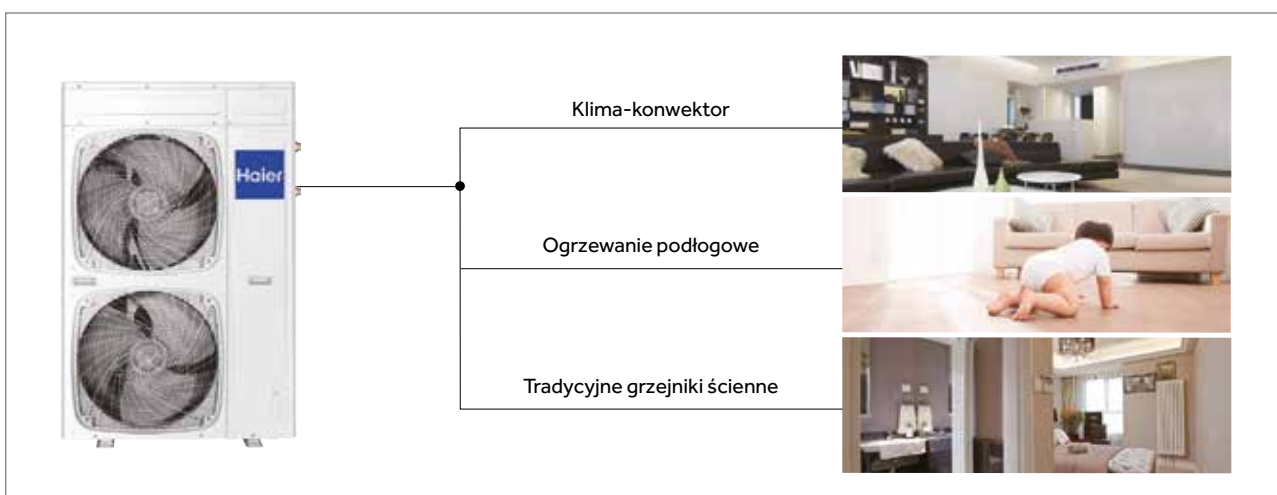 Haier
Klima-konwektor
Ogrzewanie podłogowe
Tradycyjne grzejniki ścienne